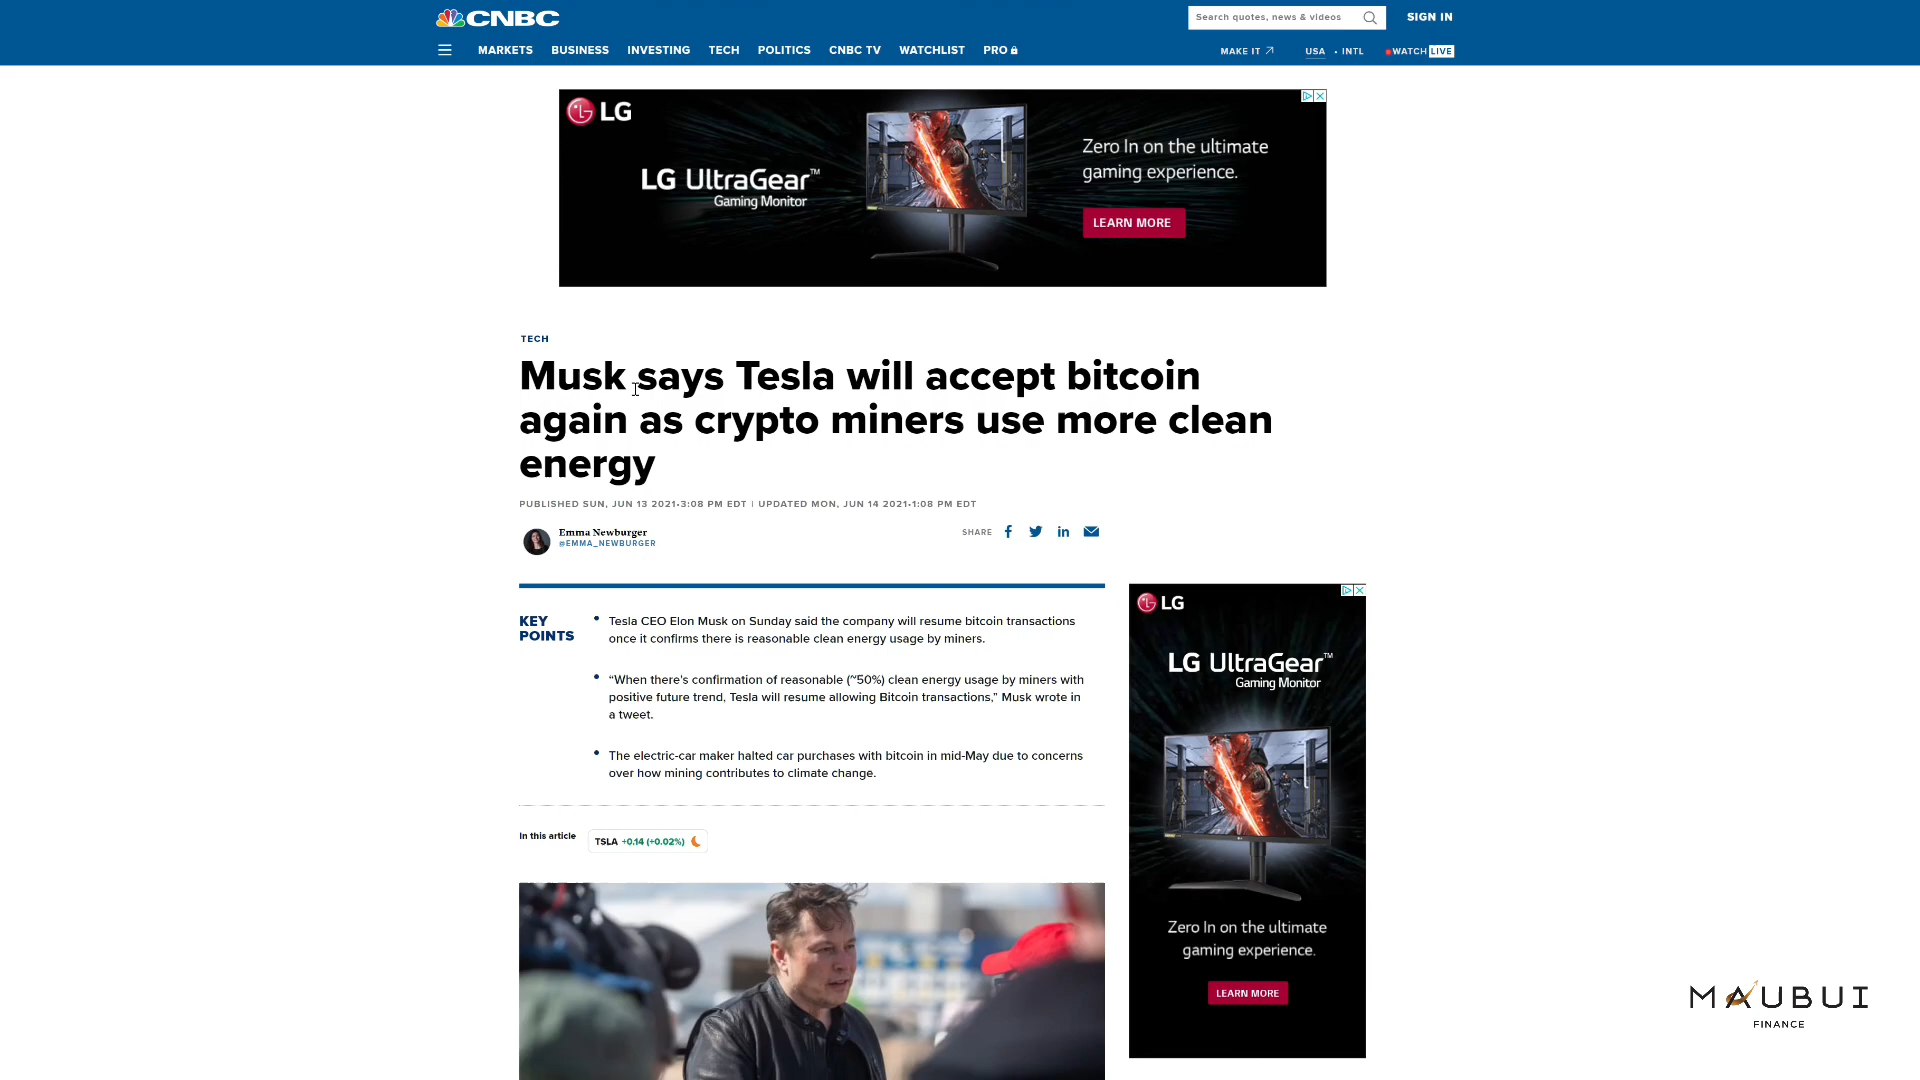 CNBC
Search quotes, news & videos
SIGN IN
MARKETS BUSINESS INVESTING TECH POLITICS CNBC TV WATCHLIST PRO
MAKE IT USA • INTL WATCH LIVE
LG
LG UltraGear™
Gaming Monitor
Zero In on the ultimate
gaming experience.
LEARN MORE
TECH
Musk says Tesla will accept bitcoin
again as crypto miners use more clean
energy
PUBLISHED SUN, JUN 13 2021•3:08 PM EDT | UPDATED MON, JUN 14 2021•1:08 PM EDT
Emma Newburger
@EMMA_NEWBURGER
SHARE
KEY
POINTS
• Tesla CEO Elon Musk on Sunday said the company will resume bitcoin transactions
once it confirms there is reasonable clean energy usage by miners.
• “When there’s confirmation of reasonable (~50%) clean energy usage by miners with
positive future trend, Tesla will resume allowing Bitcoin transactions,” Musk wrote in
a tweet.
• The electric-car maker halted car purchases with bitcoin in mid-May due to concerns
over how mining contributes to climate change.
In this article
TSLA +0.14 (+0.02%)
LG
LG UltraGear™
Gaming Monitor
Zero In on the ultimate
gaming experience.
LEARN MORE
MAUBUI
FINANCE